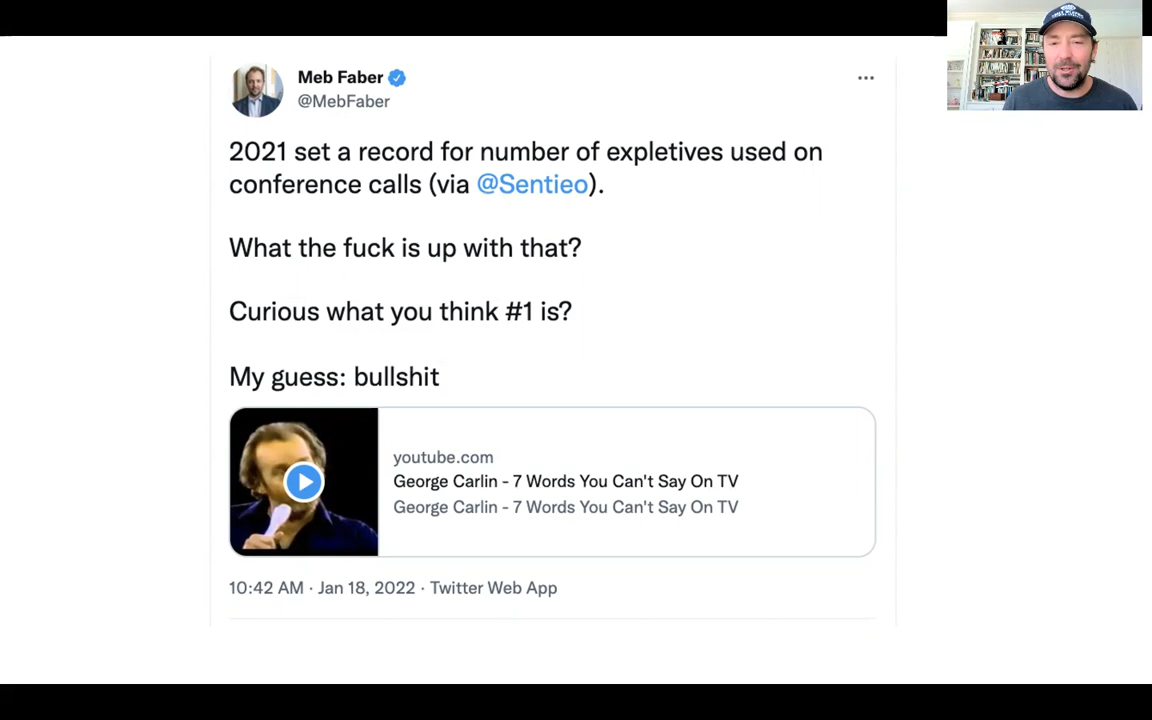 Meb Faber
@MebFaber
2021 set a record for number of expletives used on
conference calls (via @Sentieo).
What the fuck is up with that?
Curious what you think #1 is?
My guess: bullshit
youtube.com
George Carlin - 7 Words You Can't Say On TV
George Carlin - 7 Words You Can't Say On TV
10:42 AM · Jan 18, 2022 · Twitter Web App